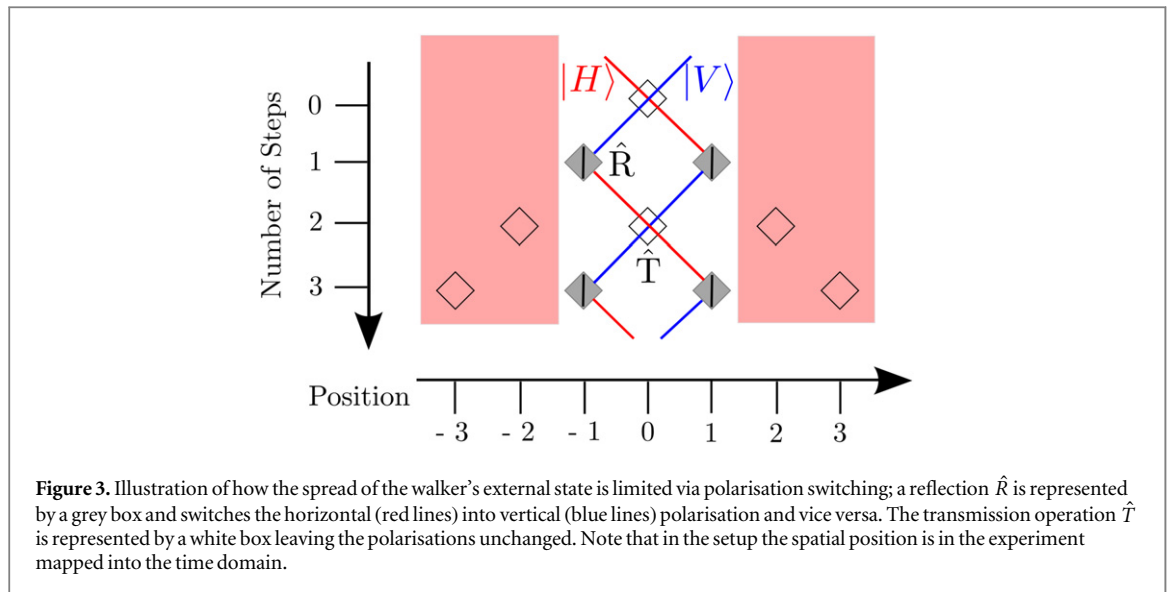 |H⟩ |V⟩
Number of Steps
0
1
2
3
R̂
T̂
Position
- 3 - 2 - 1 0 1 2 3
Figure 3. Illustration of how the spread of the walker's external state is limited via polarisation switching; a reflection R̂ is represented
by a grey box and switches the horizontal (red lines) into vertical (blue lines) polarisation and vice versa. The transmission operation T̂
is represented by a white box leaving the polarisations unchanged. Note that in the setup the spatial position is in the experiment
mapped into the time domain.